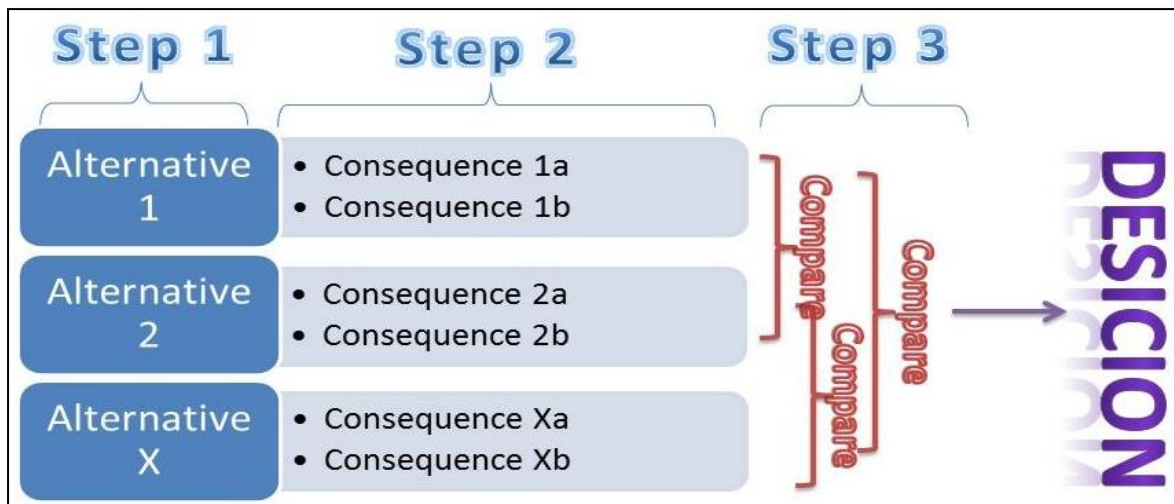 Step 1
Step 2
Step 3
Alternative
1
• Consequence 1a
• Consequence 1b
Alternative
2
• Consequence 2a
• Consequence 2b
Alternative
X
• Consequence Xa
• Consequence Xb
Compare
Compare
Compare
DESICION